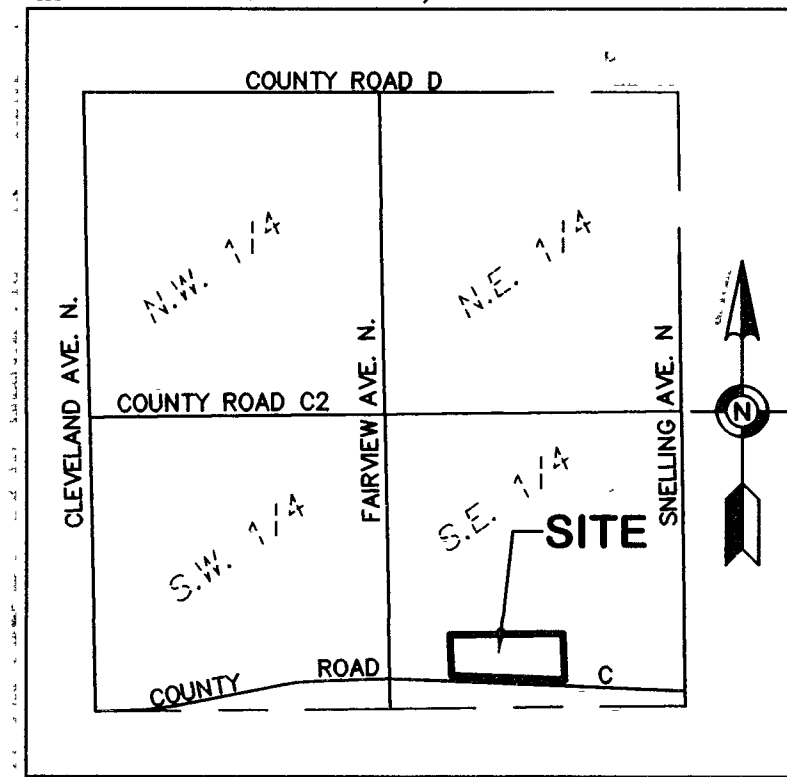 COUNTY ROAD D
N.W. 1/4
N.E. 1/4
CLEVELAND AVE. N.
FAIRVIEW AVE. N.
SNELLING AVE. N
COUNTY ROAD C2
N
S.W. 1/4
S.E. 1/4
SITE
COUNTY ROAD C